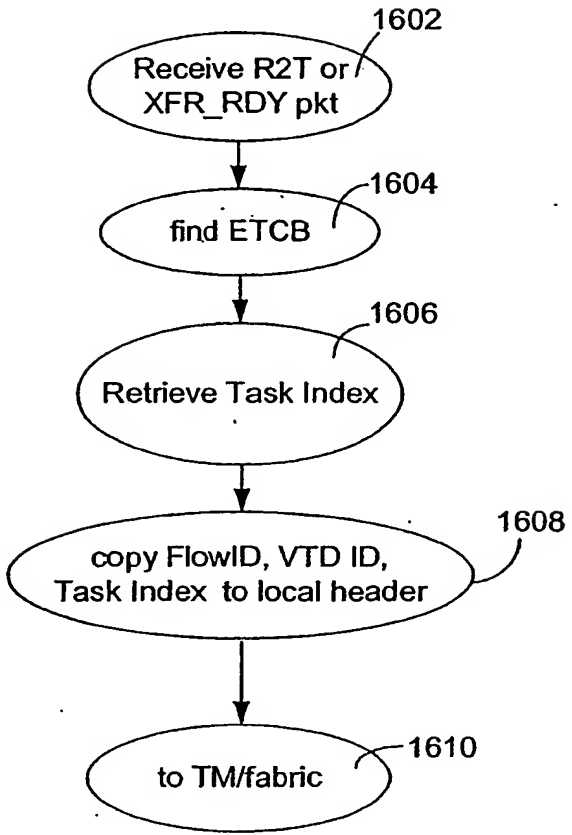 1602
Receive R2T or
XFR_RDY pkt
1604
find ETCB
1606
Retrieve Task Index
1608
copy FlowID, VTD ID,
Task Index to local header
1610
to TM/fabric